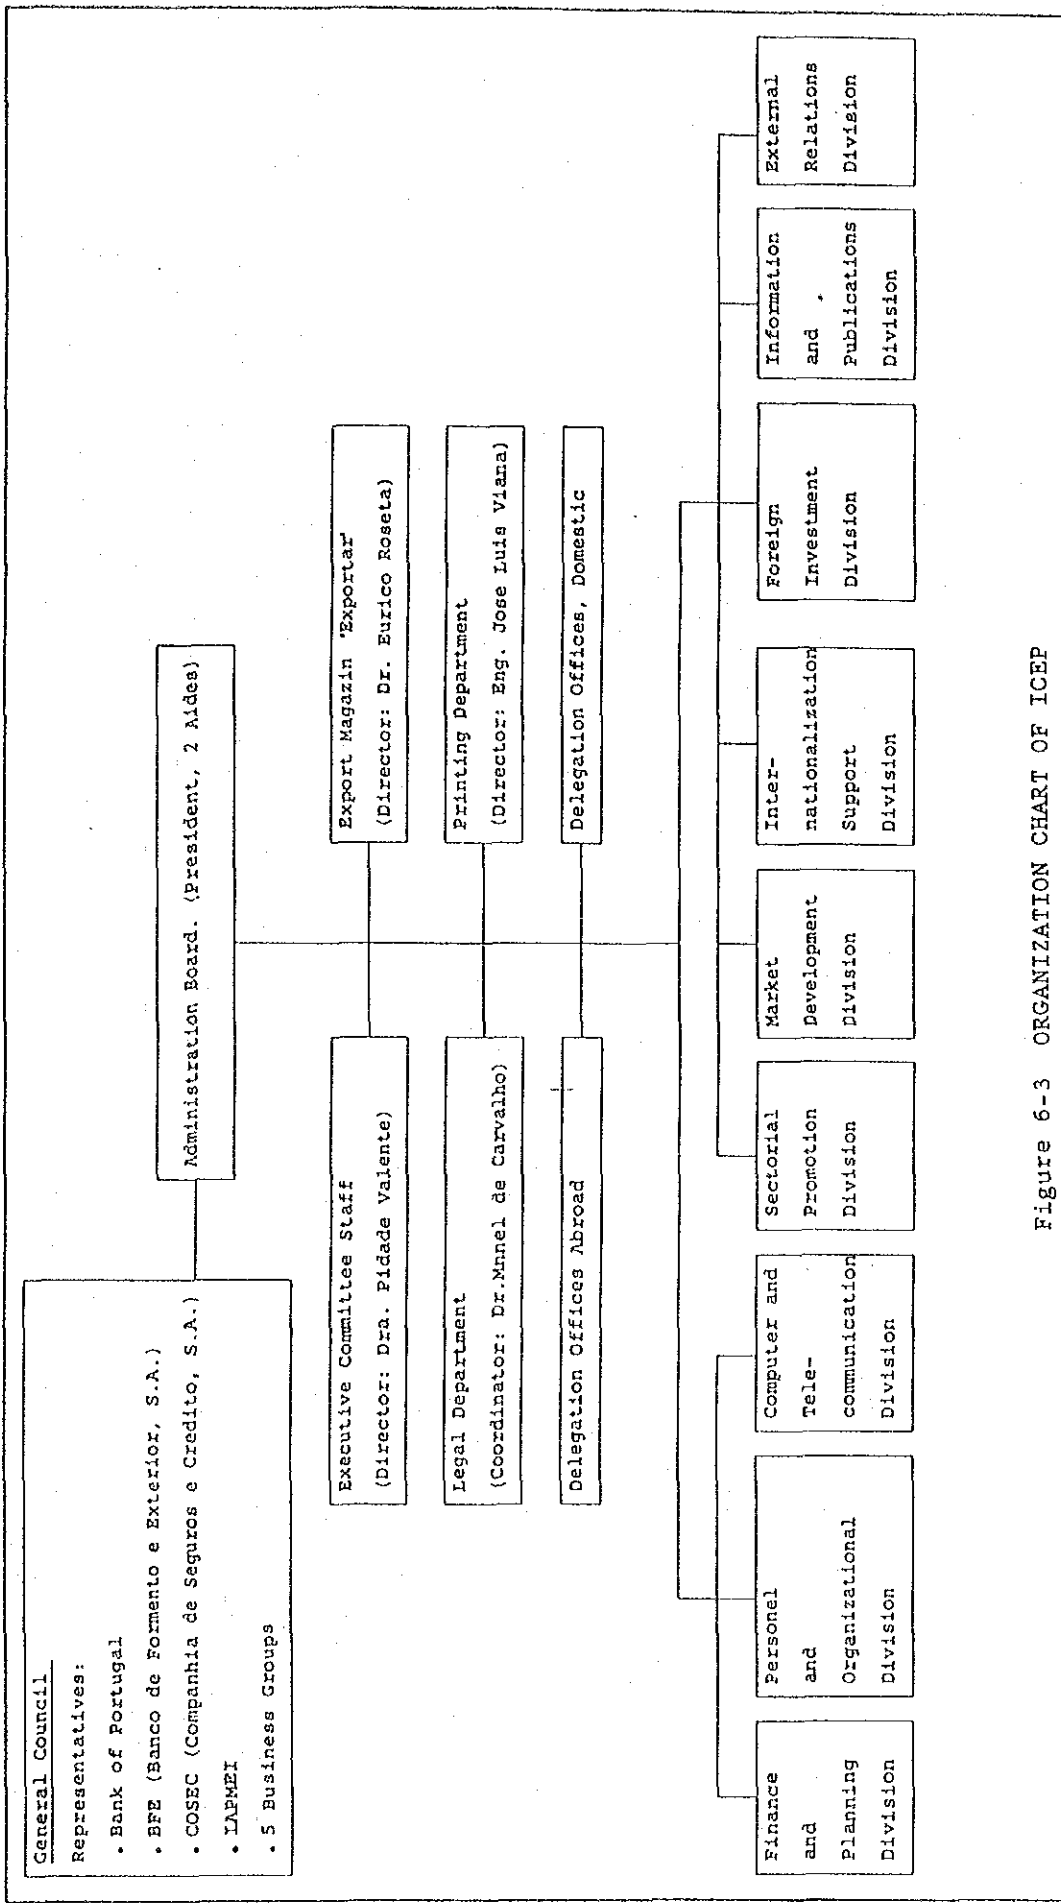 General Council
Representatives:
• Bank of Portugal
• BFE (Banco de Formento e Exterior, S.A.)
• COSEC (Companhia de Seguros e Credito, S.A.)
• IAPMEI
• 5 Business Groups
Administration Board. (President, 2 Aides)
Executive Committee Staff
(Director: Dra. Pidade Valente)
Export Magazin 'Exportar'
(Director: Dr. Eurico Roseta)
Legal Department
(Coordinator: Dr.Mnnel de Carvalho)
Printing Department
(Director: Eng. Jose Luis Viana)
Delegation Offices Abroad
Delegation Offices, Domestic
Finance
and
Planning
Division
Personel
and
Organizational
Division
Computer and
Tele-
communication
Division
Sectorial
Promotion
Division
Market
Development
Division
Inter-
nationalization
Support
Division
Foreign
Investment
Division
Information
and
Publications
Division
External
Relations
Division
Figure 6-3 ORGANIZATION CHART OF ICEP